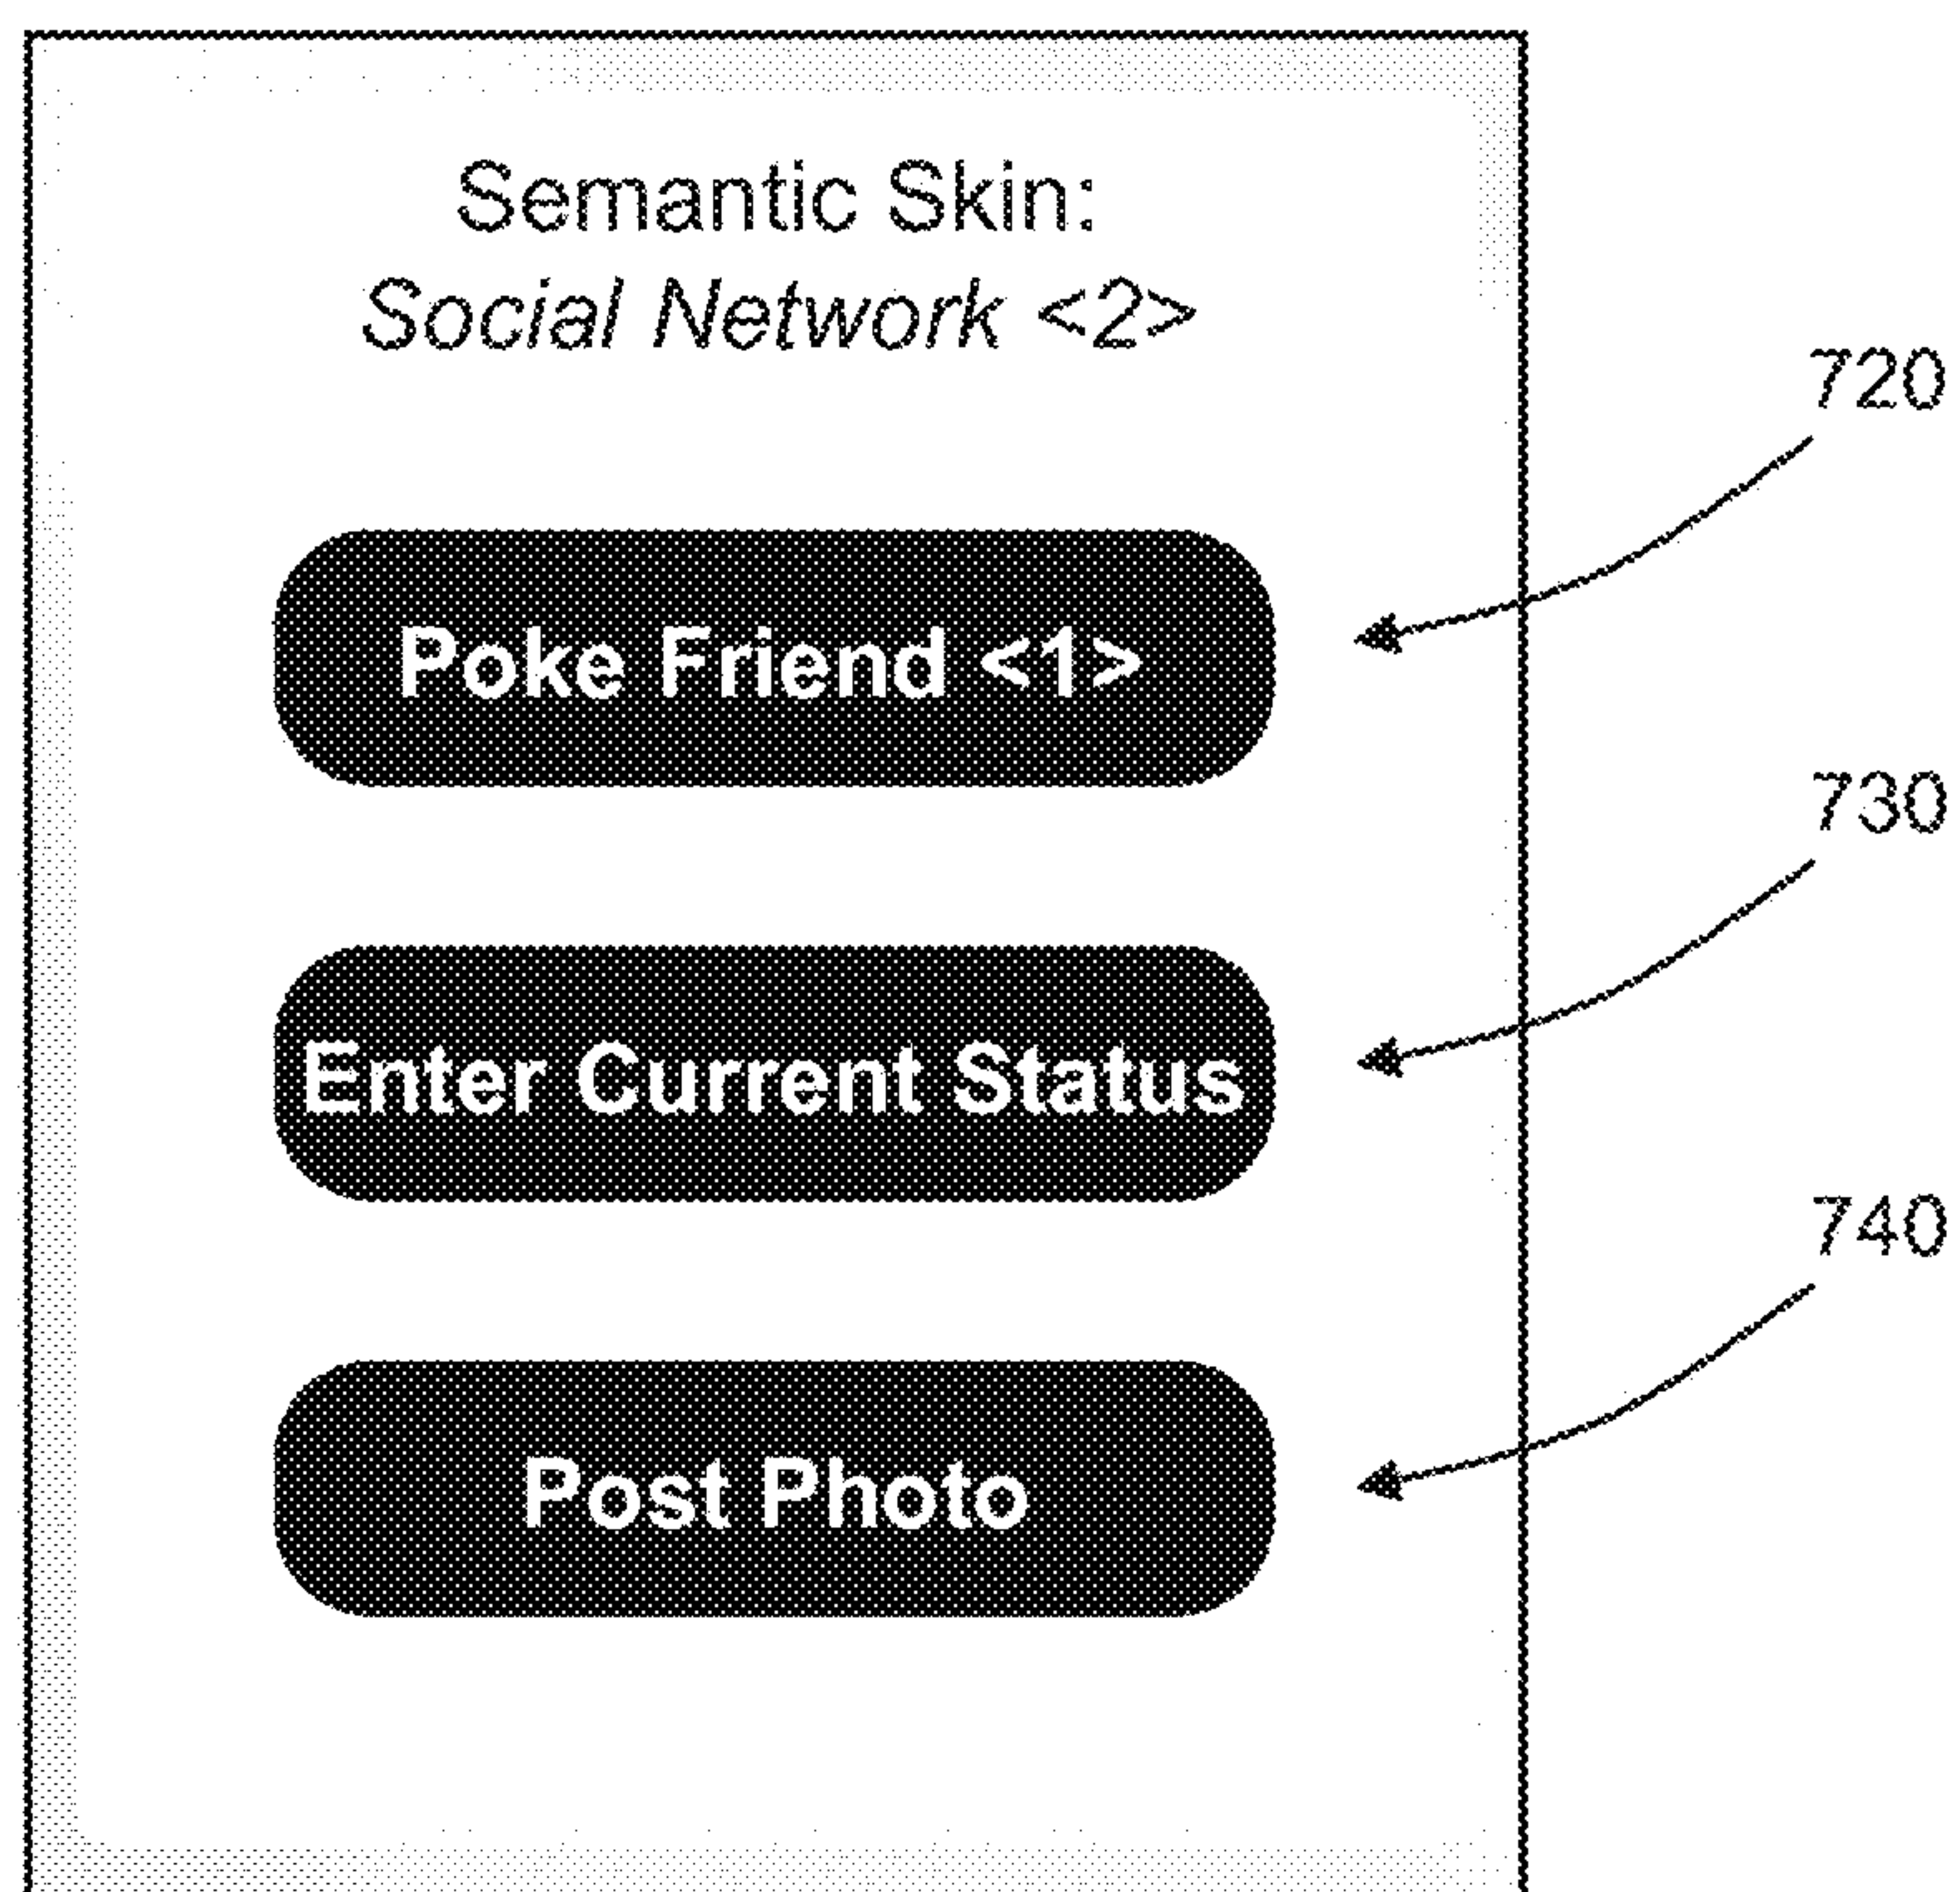 Semantic Skin:
Social Network <2>
720
Poke Friend <1>
730
Enter Current Status
740
Post Photo